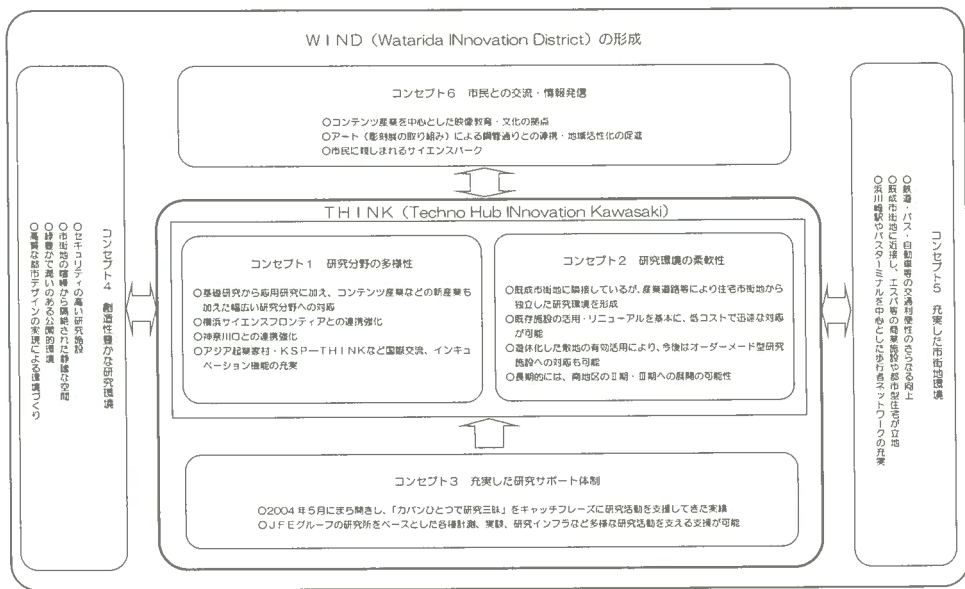 WIND (Watarida INnovation District) の形成
コンセプト6 市民との交流・情報発信
○コンテンツ産業を中心とした映像教育・文化の拠点
○アート(彫刻展の取り組み)による鋼管通りとの連携・地域活性化の促進
○市民に親しまれるサイエンスパーク
コンセプト4 創造性豊かな研究環境
○セキュリティの高い研究施設
○市街地の喧噪から隔絶された静謐な空間
○緑豊かで潤いのある公園的環境
○高質な都市デザインの実現による環境づくり
THINK (Techno Hub INnovation Kawasaki)
コンセプト1 研究分野の多様性
○基礎研究から応用研究に加え、コンテンツ産業などの新産業も
加えた幅広い研究分野への対応
○横浜サイエンスフロンティアとの連携強化
○神奈川口との連携強化
○アジア起業家村・KSP―THINKなど国際交流、インキュ
ベーション機能の充実
コンセプト2 研究環境の柔軟性
○既成市街地に隣接しているが、産業道路等により住宅市街地から
独立した研究環境を形成
○既存施設の活用・リニューアルを基本に、低コストで迅速な対応
が可能
○遊休化した敷地の有効活用により、今後はオーダーメード型研究
施設への対応も可能
○長期的には、南地区のⅡ期・Ⅲ期への展開の可能性
コンセプト3 充実した研究サポート体制
○2004年5月にまち開きし、「カバンひとつで研究三昧」をキャッチフレーズに研究活動を支援してきた実績
○JFEグループの研究所をベースとした各種計測、実験、研究インフラなど多様な研究活動を支える支援が可能
コンセプト5 充実した市街地環境
○鉄道・バス・自動車等の交通利便性のさらなる向上
○既成市街地に近接し、エスパ等の商業施設や都市型住宅が立地
○浜川崎駅やバスターミナルを中心とした歩行者ネットワークの充実